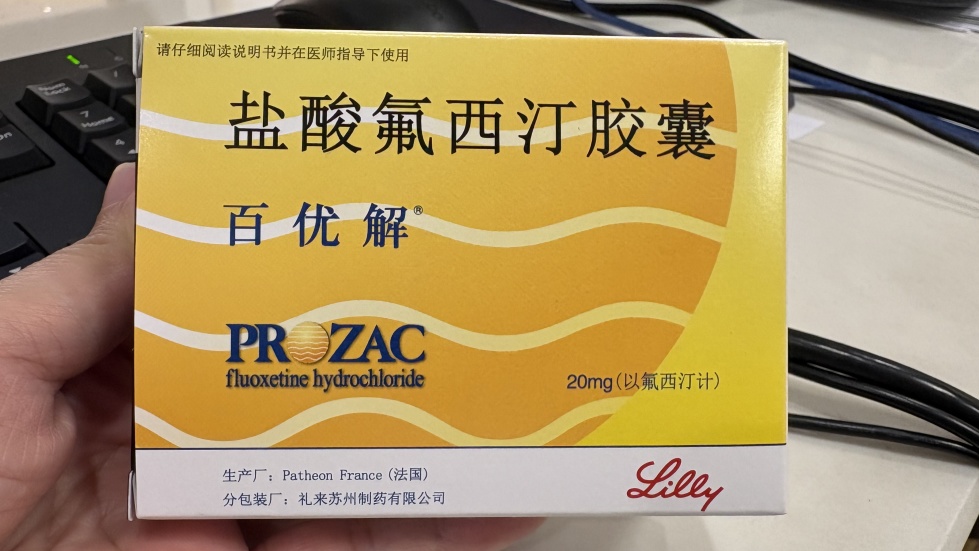 请仔细阅读说明书并在医师指导下使用
盐酸氟西汀胶囊
百优解®
PROZAC
fluoxetine hydrochloride
20mg(以氟西汀计)
生产厂：Patheon France (法国)
分包装厂：礼来苏州制药有限公司
Lilly
7
Home
4